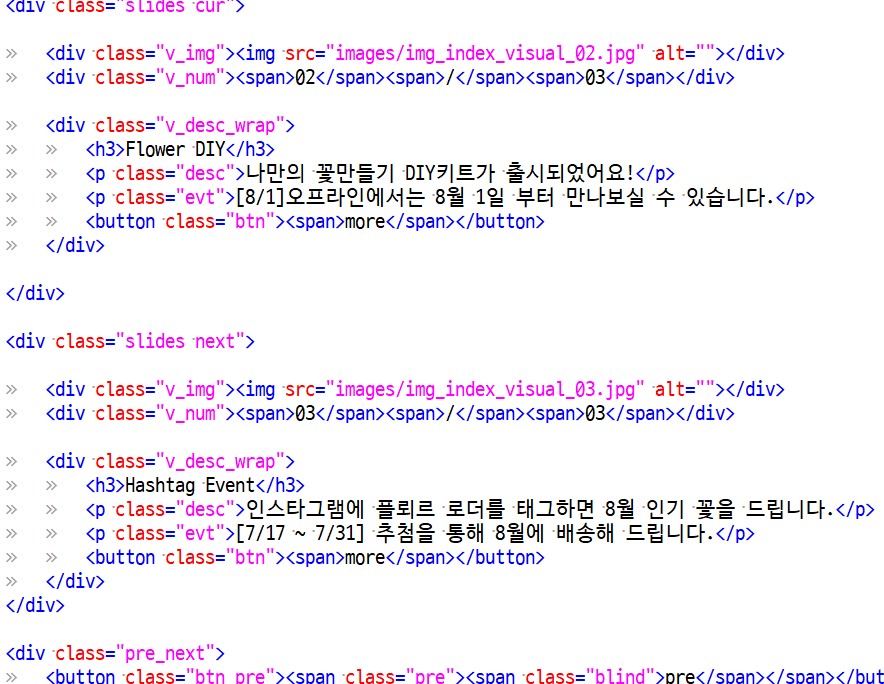 <div class="slides cur">
<div class="v_img"><img src="images/img_index_visual_02.jpg" alt=""></div>
<div class="v_num"><span>02</span><span>/</span><span>03</span></div>
<div class="v_desc_wrap">
<h3>Flower DIY</h3>
<p class="desc">나만의 꽃만들기 DIY키트가 출시되었어요!</p>
<p class="evt">[8/1]오프라인에서는 8월 1일 부터 만나보실 수 있습니다.</p>
<button class="btn"><span>more</span></button>
</div>
</div>
<div class="slides next">
<div class="v_img"><img src="images/img_index_visual_03.jpg" alt=""></div>
<div class="v_num"><span>03</span><span>/</span><span>03</span></div>
<div class="v_desc_wrap">
<h3>Hashtag Event</h3>
<p class="desc">인스타그램에 플뢰르 로더를 태그하면 8월 인기 꽃을 드립니다.</p>
<p class="evt">[7/17 ~ 7/31] 추첨을 통해 8월에 배송해 드립니다.</p>
<button class="btn"><span>more</span></button>
</div>
</div>
<div class="pre_next">
<button class="btn_pre"><span class="pre"><span class="blind">pre</span></span></but